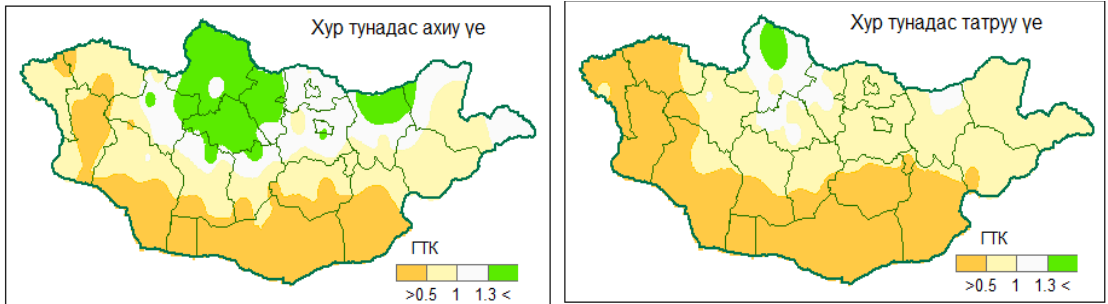 Хур тунадас ахиу үе
ГТК
>0.5 1 1.3 <
Хур тунадас татруу үе
ГТК
>0.5 1 1.3 <